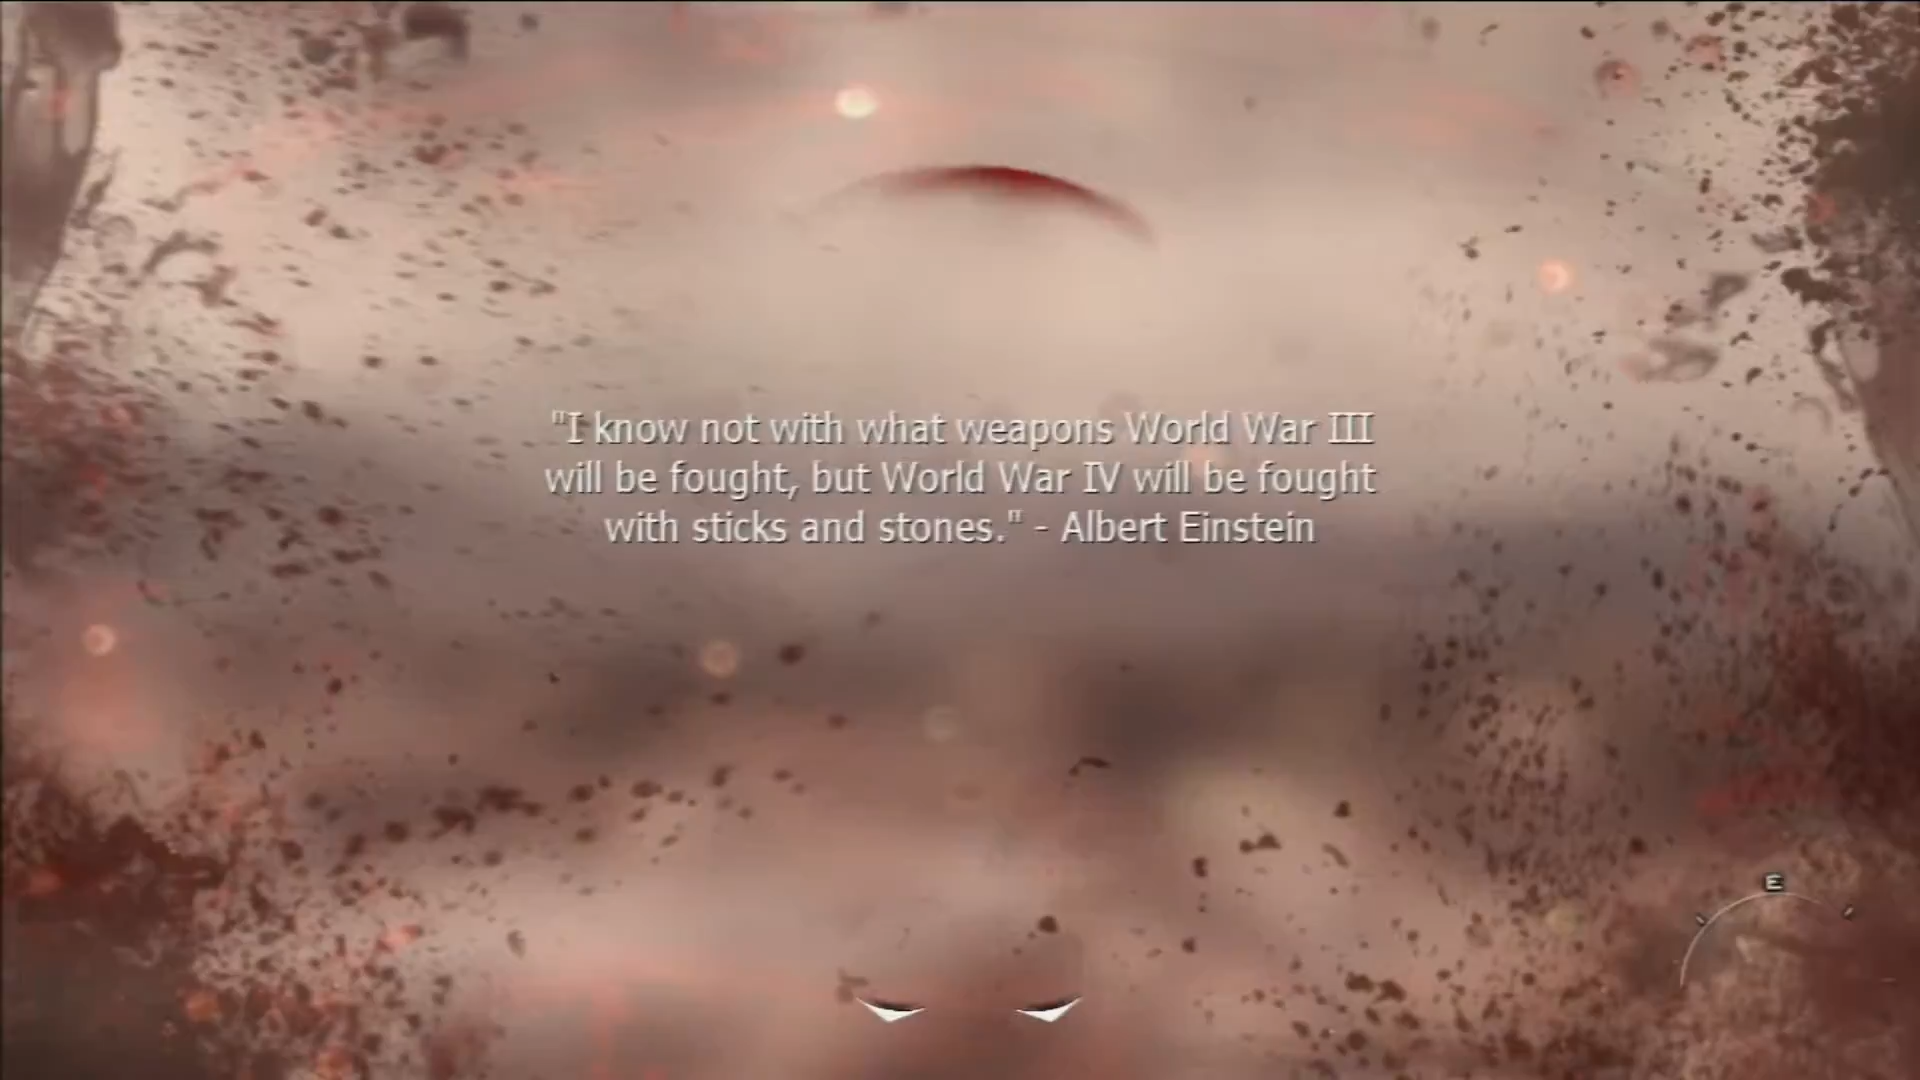 "I know not with what weapons World War III
will be fought, but World War IV will be fought
with sticks and stones." - Albert Einstein
E